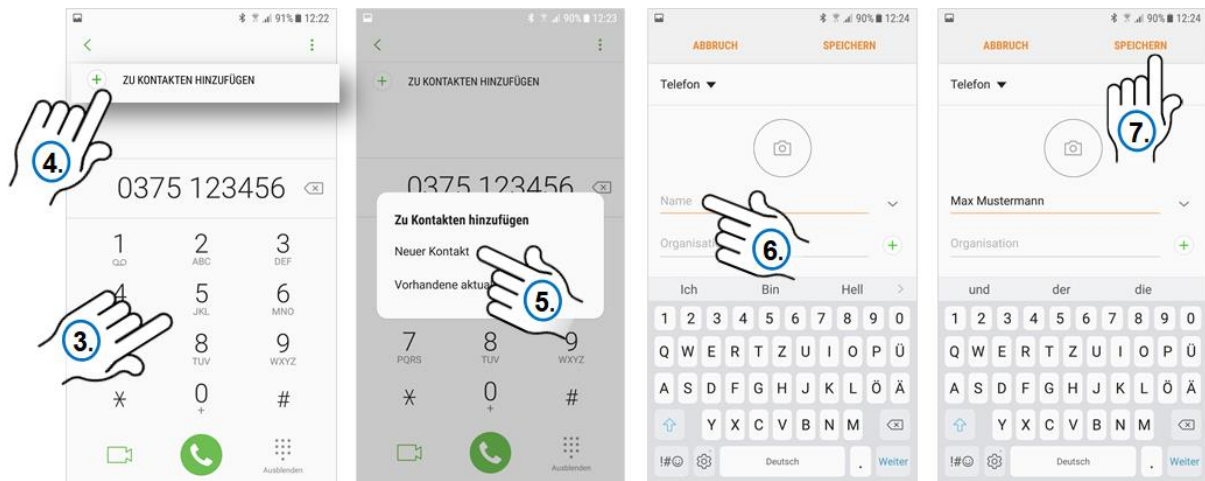 91% 12:22
ZU KONTAKTEN HINZUFÜGEN
4.
0375 123456
1 2 3
ABC DEF
4 5 6
JKL MNO
3.
8 9
TUV WXYZ
* 0 #
+
Ausblenden
90% 12:23
ZU KONTAKTEN HINZUFÜGEN
0375 123456
Zu Kontakten hinzufügen
Neuer Kontakt
Vorhandene
5.
7 8 9
PQRS TUV WXYZ
* 0 #
+
Ausblenden
90% 12:24
ABBRUCH SPEICHERN
Telefon
Name
6.
Ich Bin Hell
1 2 3 4 5 6 7 8 9 0
Q W E R T Z U I O P Ü
A S D F G H J K L Ö Ä
Y X C V B N M
!#☺ Deutsch . Weiter
90% 12:24
ABBRUCH SPEICHERN
Telefon
7.
Max Mustermann
Organisation
und der die
1 2 3 4 5 6 7 8 9 0
Q W E R T Z U I O P Ü
A S D F G H J K L Ö Ä
Y X C V B N M
!#☺ Deutsch . Weiter